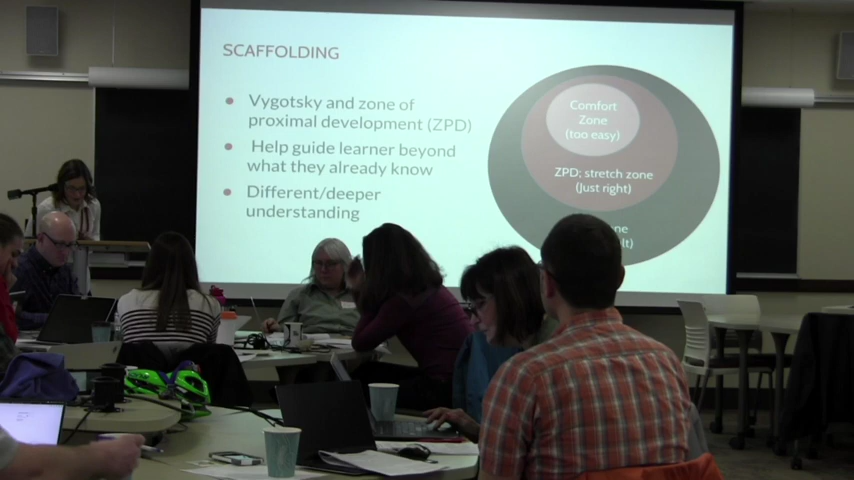 SCAFFOLDING
• Vygotsky and zone of
proximal development (ZPD)
• Help guide learner beyond
what they already know
• Different/deeper
understanding
Comfort
Zone
(too easy)
ZPD; stretch zone
(Just right)